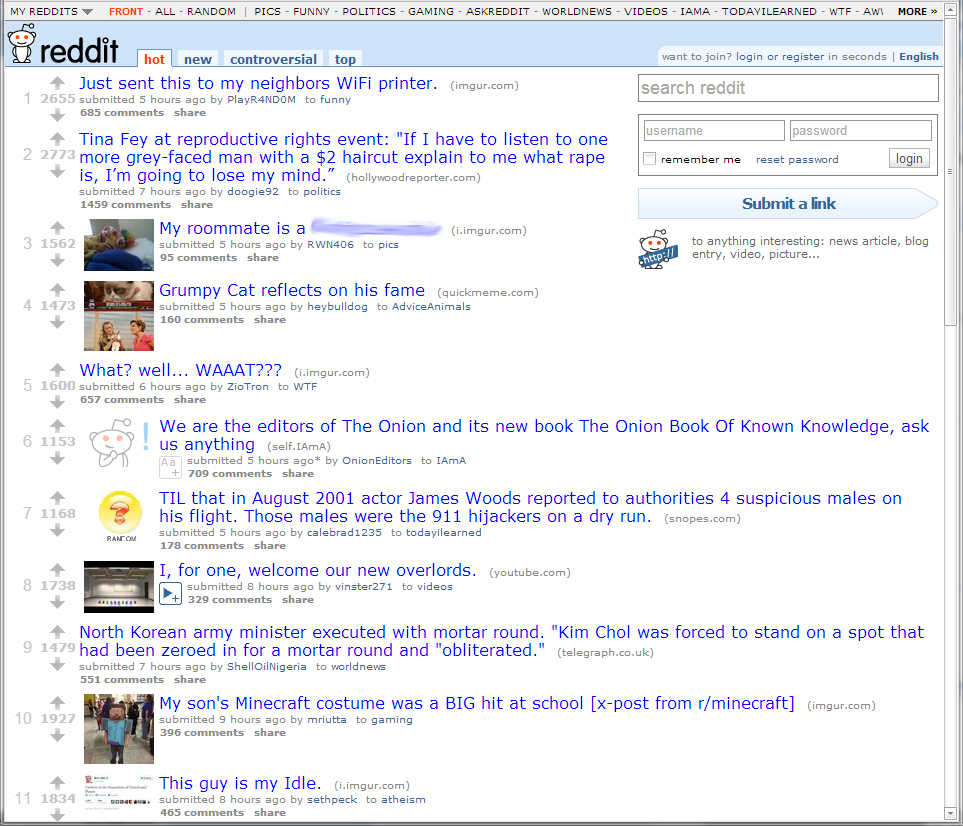 MY REDDITS FRONT - ALL - RANDOM | PICS - FUNNY - POLITICS - GAMING - ASKREDDIT - WORLDNEWS - VIDEOS - IAMA - TODAYILEARNED - WTF - AW MORE »
reddit hot new controversial top
want to join? login or register in seconds | English
1 2655 Just sent this to my neighbors WiFi printer. (imgur.com)
submitted 5 hours ago by PlayR4ND0M to funny
685 comments share
2 2773 Tina Fey at reproductive rights event: "If I have to listen to one
more grey-faced man with a $2 haircut explain to me what rape
is, I’m going to lose my mind.” (hollywoodreporter.com)
submitted 7 hours ago by doogie92 to politics
1459 comments share
3 1562 My roommate is a (i.imgur.com)
submitted 5 hours ago by RWN406 to pics
95 comments share
4 1473 Grumpy Cat reflects on his fame (quickmeme.com)
submitted 5 hours ago by heybulldog to AdviceAnimals
160 comments share
5 1600 What? well... WAAAT??? (i.imgur.com)
submitted 6 hours ago by ZioTron to WTF
657 comments share
6 1153 ! We are the editors of The Onion and its new book The Onion Book Of Known Knowledge, ask
us anything (self.IAmA)
Aa + submitted 5 hours ago* by OnionEditors to IAmA
709 comments share
7 1168 TIL that in August 2001 actor James Woods reported to authorities 4 suspicious males on
his flight. Those males were the 911 hijackers on a dry run. (snopes.com)
? RANDOM submitted 5 hours ago by calebrad1235 to todayilearned
178 comments share
8 1738 I, for one, welcome our new overlords. (youtube.com)
+ submitted 8 hours ago by vinster271 to videos
329 comments share
9 1479 North Korean army minister executed with mortar round. "Kim Chol was forced to stand on a spot that
had been zeroed in for a mortar round and "obliterated." (telegraph.co.uk)
submitted 7 hours ago by ShellOilNigeria to worldnews
551 comments share
10 1927 My son's Minecraft costume was a BIG hit at school [x-post from r/minecraft] (imgur.com)
submitted 9 hours ago by mriutta to gaming
396 comments share
11 1834 This guy is my Idle. (i.imgur.com)
submitted 8 hours ago by sethpeck to atheism
465 comments share
search reddit
username password
remember me reset password login
Submit a link
http:// to anything interesting: news article, blog
entry, video, picture...